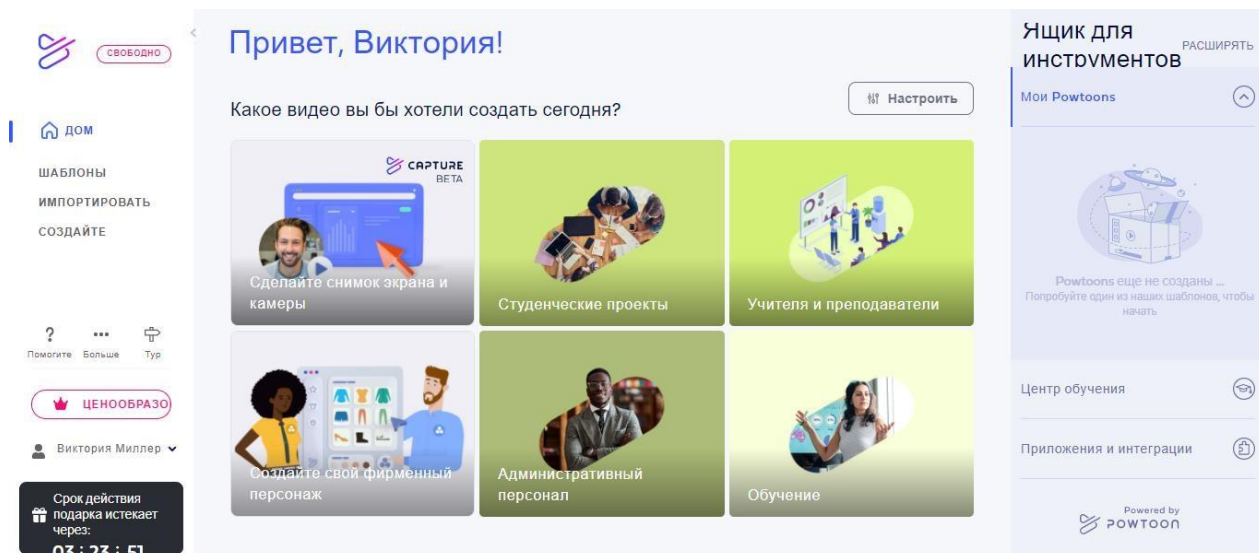 СВОБОДНО
ДОМ
ШАБЛОНЫ
ИМПОРТИРОВАТЬ
СОЗДАЙТЕ
?
Помогите Больше Тур
ЦЕНООБРАЗО
Виктория Миллер
Срок действия
подарка истекает
через:
03 : 23 : 51
Привет, Виктория!
Какое видео вы бы хотели создать сегодня?
Настроить
CAPTURE
BETA
Сделайте снимок экрана и
камеры
Студенческие проекты
Учителя и преподаватели
Создайте свой фирменный
персонаж
Административный
персонал
Обучение
Ящик для
инструментов
РАСШИРЯТЬ
Мои Powtoons
Powtoons еще не созданы ...
Попробуйте один из наших шаблонов, чтобы
начать
Центр обучения
Приложения и интеграции
Powered by
POWTOON